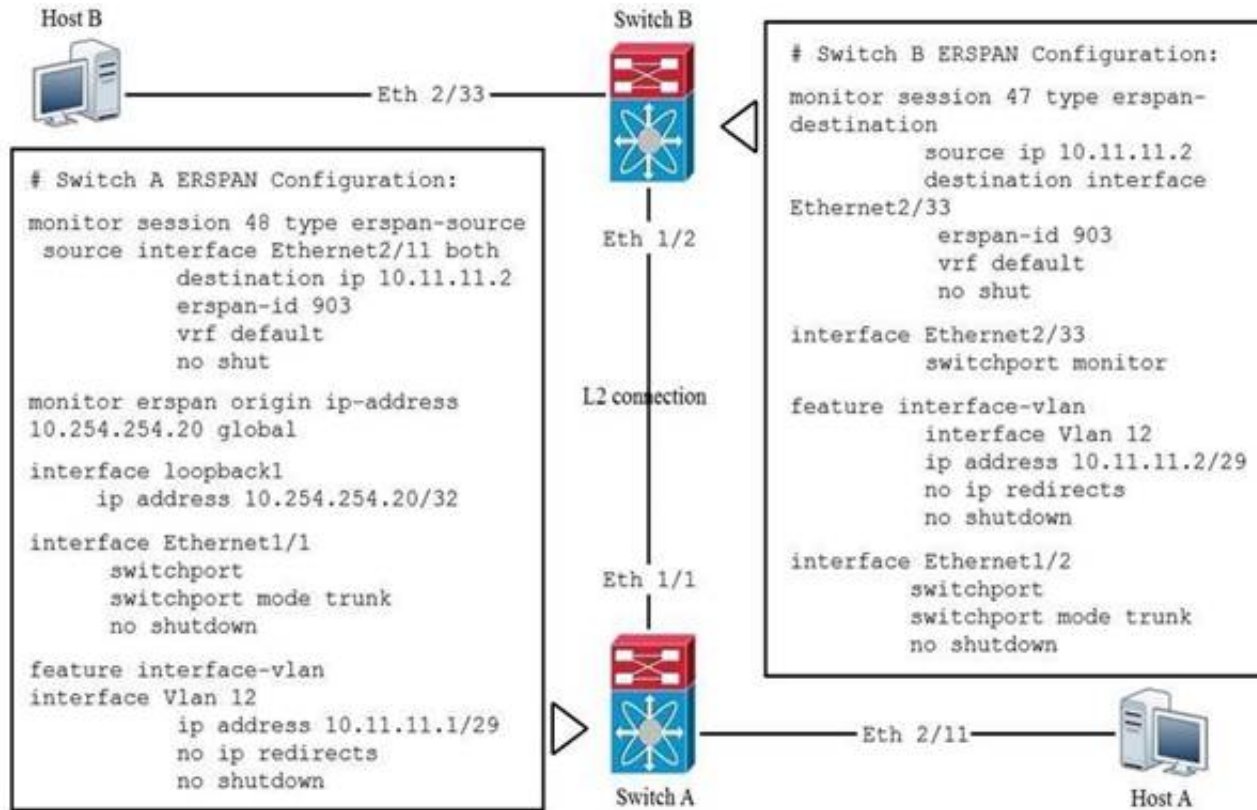 Host B
Switch B
Eth 2/33
# Switch B ERSPAN Configuration:
monitor session 47 type erspan-
destination
source ip 10.11.11.2
destination interface
Ethernet2/33
erspan-id 903
vrf default
no shut
interface Ethernet2/33
switchport monitor
feature interface-vlan
interface Vlan 12
ip address 10.11.11.2/29
no ip redirects
no shutdown
interface Ethernet1/2
switchport
switchport mode trunk
no shutdown
# Switch A ERSPAN Configuration:
monitor session 48 type erspan-source
source interface Ethernet2/11 both
destination ip 10.11.11.2
erspan-id 903
vrf default
no shut
monitor erspan origin ip-address
10.254.254.20 global
interface loopback1
ip address 10.254.254.20/32
interface Ethernet1/1
switchport
switchport mode trunk
no shutdown
feature interface-vlan
interface Vlan 12
ip address 10.11.11.1/29
no ip redirects
no shutdown
Eth 1/2
L2 connection
Eth 1/1
Eth 2/11
Switch A
Host A